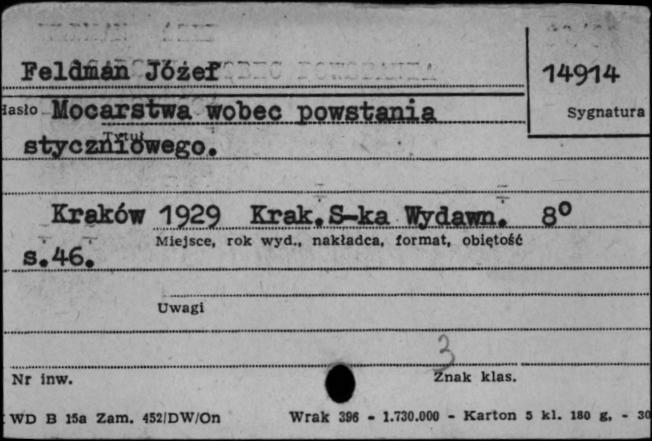 Feldman Józef
14914
Hasło Mocarstwa wobec powstania
Sygnatura
Tytuł
styczniowego.
Kraków 1929 Krak.S-ka Wydawn. 8⁰
Miejsce, rok wyd., nakładca, format, objętość
s.46.
Uwagi
3
Nr inw.
Znak klas.
WD B 15a Zam. 452/DW/On Wrak 396 - 1.730.000 - Karton 5 kl. 180 g. - 30